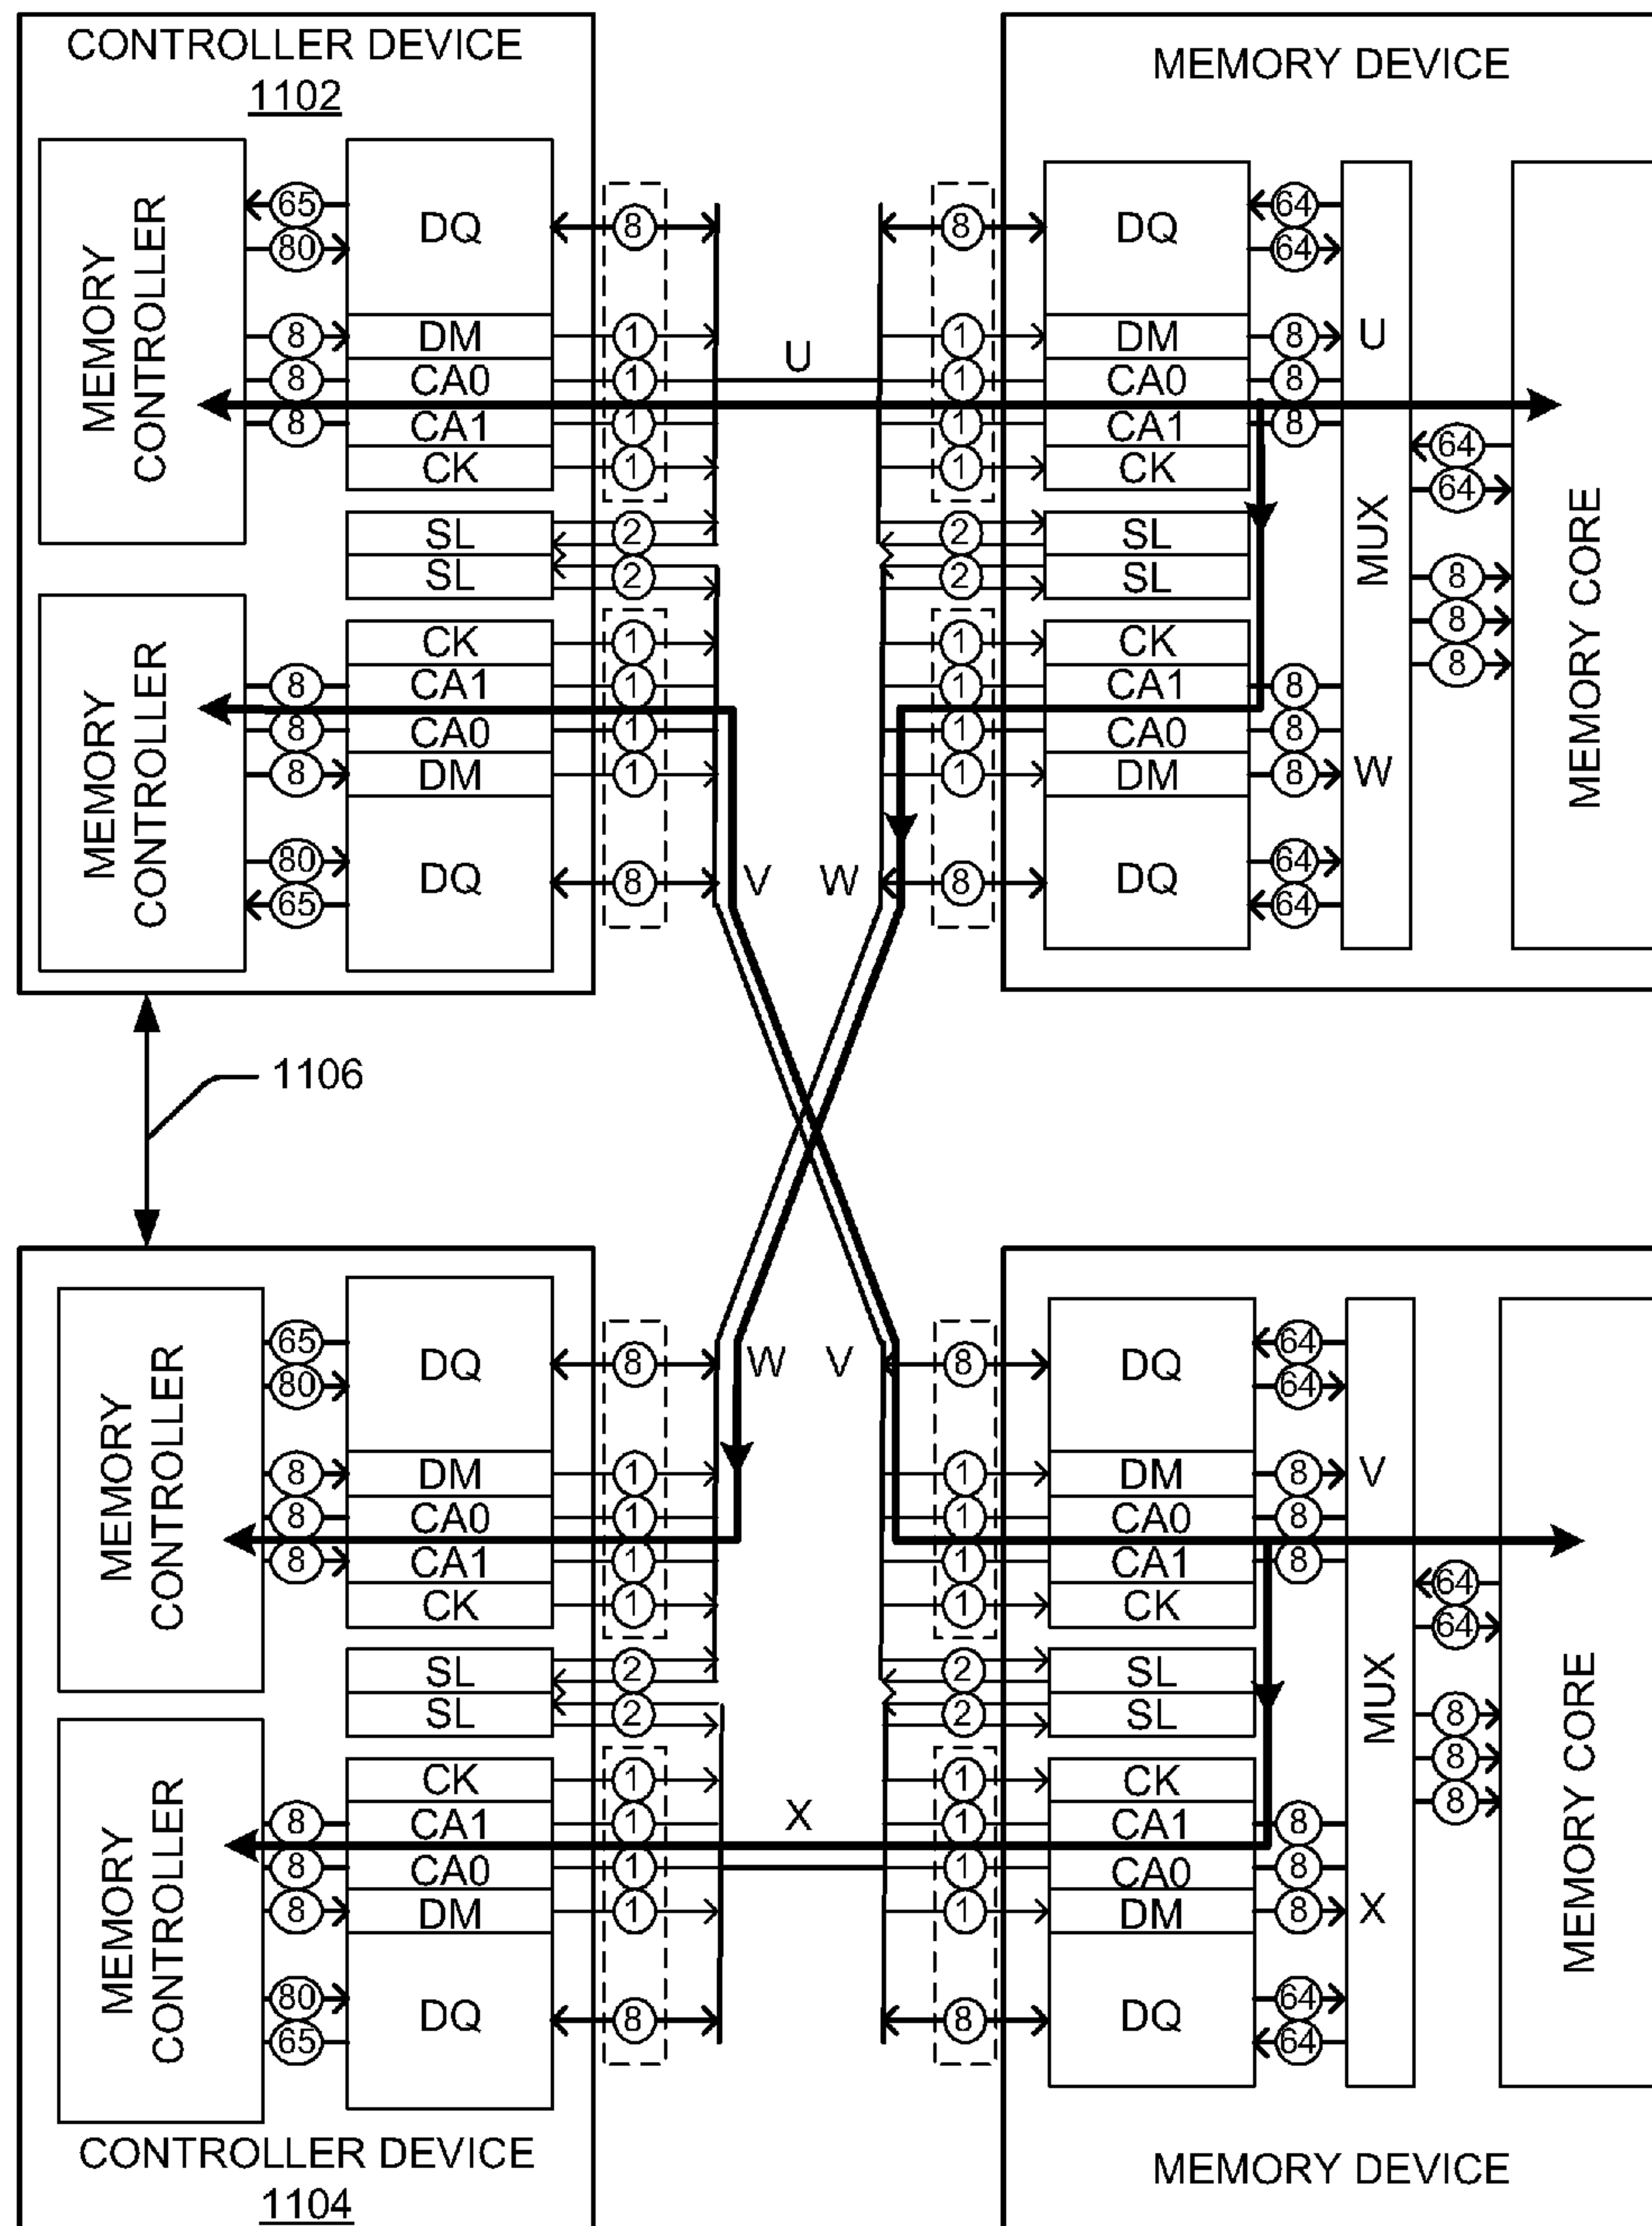 CONTROLLER DEVICE
1102
MEMORY DEVICE
MEMORY
CONTROLLER
65
80
8
8
8
DQ
DM
CA0
CA1
CK
8
1
1
1
1
U
8
1
1
1
1
DQ
DM
CA0
CA1
CK
64
64
8
8
8
U
MUX
64
64
8
8
8
MEMORY CORE
SL
SL
2
2
2
2
SL
SL
MEMORY
CONTROLLER
8
8
8
80
65
CK
CA1
CA0
DM
DQ
1
1
1
1
8
V
W
1
1
1
1
8
CK
CA1
CA0
DM
DQ
8
8
8
64
64
W
1106
MEMORY
CONTROLLER
65
80
8
8
8
DQ
DM
CA0
CA1
CK
8
1
1
1
1
W
V
8
1
1
1
1
DQ
DM
CA0
CA1
CK
64
64
8
8
8
V
MUX
64
64
8
8
8
MEMORY CORE
SL
SL
2
2
2
2
SL
SL
MEMORY
CONTROLLER
8
8
8
80
65
CK
CA1
CA0
DM
DQ
1
1
1
1
8
X
1
1
1
1
8
CK
CA1
CA0
DM
DQ
8
8
8
64
64
X
CONTROLLER DEVICE
1104
MEMORY DEVICE